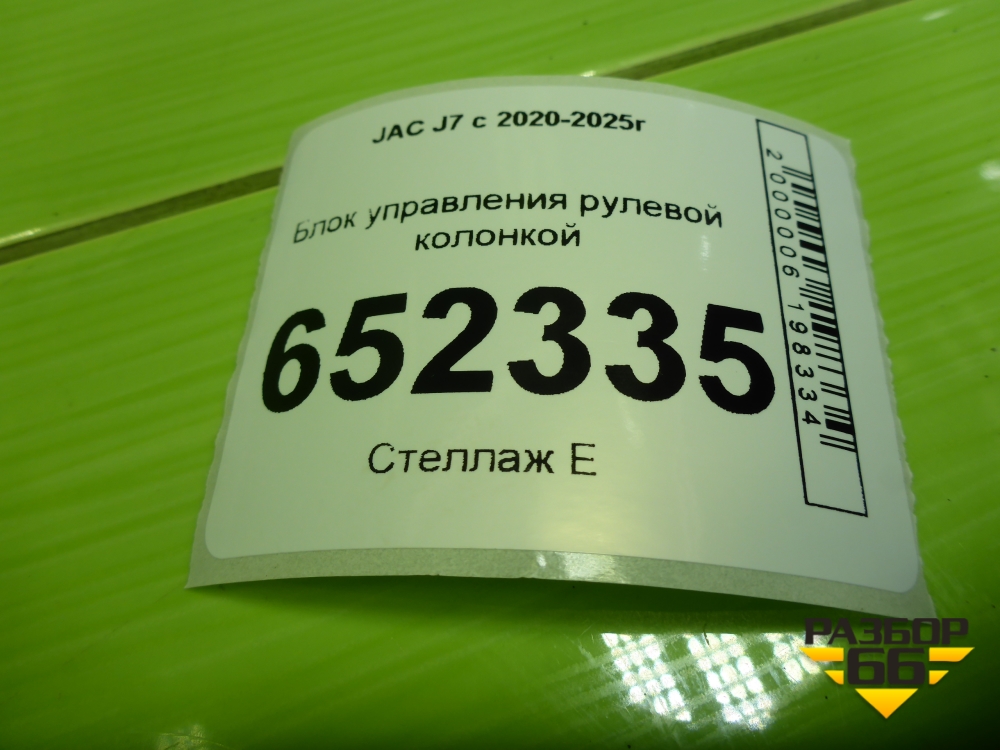 JAC J7 с 2020-2025г
Блок управления рулевой
колонкой
652335
Стеллаж Е
2000006198334
РАЗБОР
66